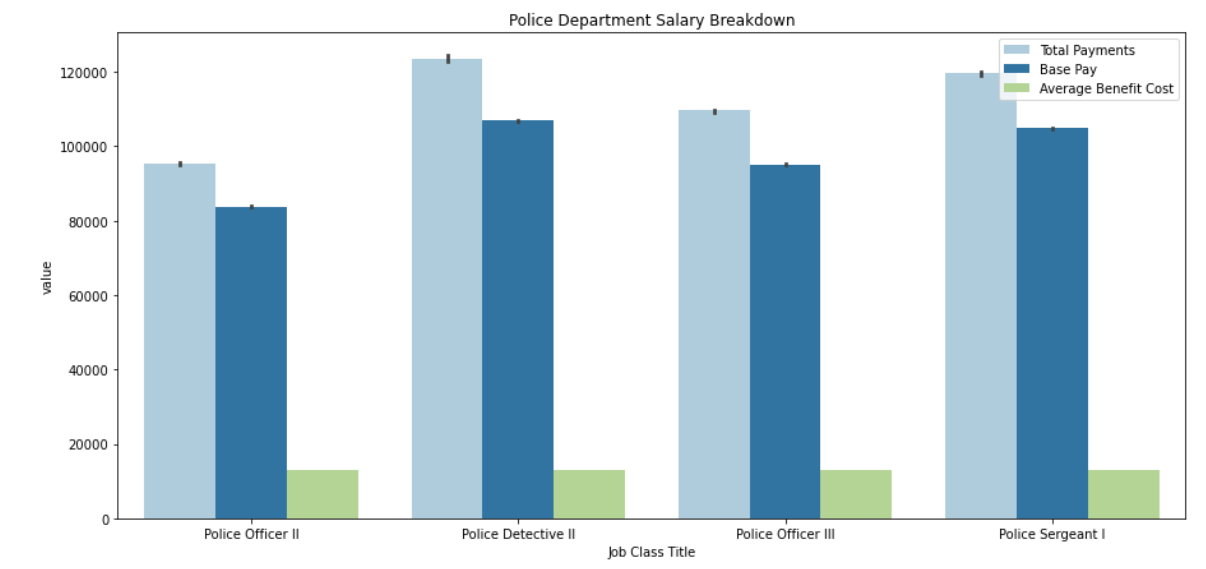 Police Department Salary Breakdown
Total Payments
Base Pay
Average Benefit Cost
120000
100000
80000
60000
40000
20000
0
value
Police Officer II
Police Detective II
Police Officer III
Police Sergeant I
Job Class Title